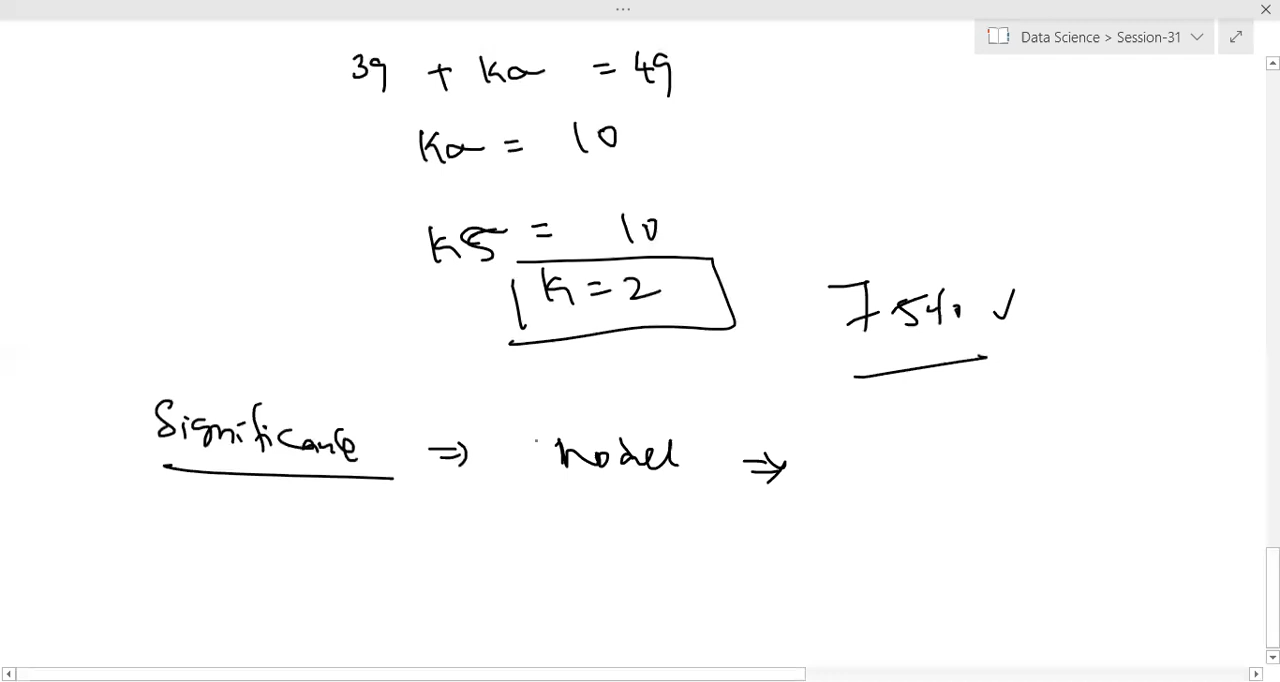 Data Science > Session-31
39 + kσ = 49
kσ = 10
k5 = 10
k = 2
75% ✓
Significance ⇒ Model ⇒